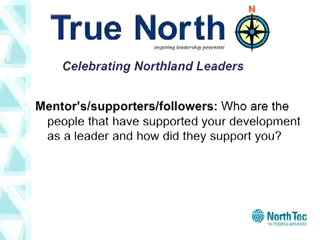 True North
N
inspiring leadership potential
Celebrating Northland Leaders
Mentor's/supporters/followers: Who are the
people that have supported your development
as a leader and how did they support you?
NorthTec